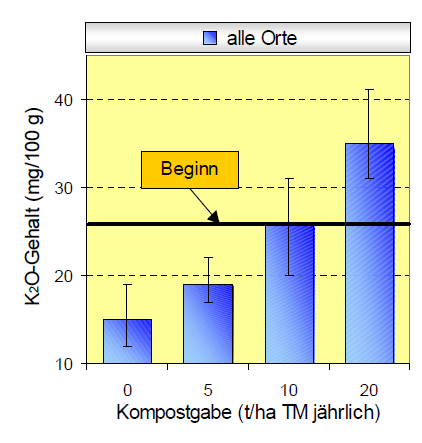 alle Orte
K2O-Gehalt (mg/100 g)
40
30
20
10
Beginn
0 5 10 20
Kompostgabe (t/ha TM jährlich)